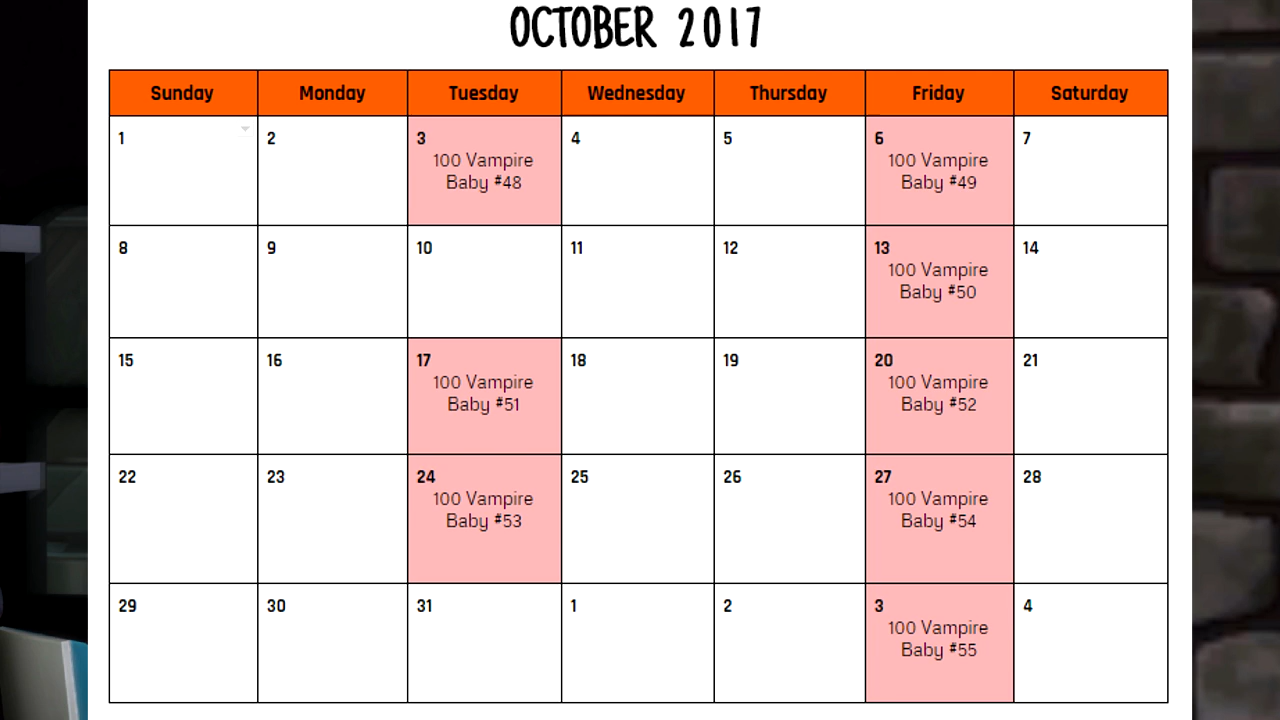 OCTOBER 2017
Sunday Monday Tuesday Wednesday Thursday Friday Saturday
1 2 3 4 5 6 7
100 Vampire 100 Vampire
Baby #48 Baby #49
8 9 10 11 12 13 14
100 Vampire
Baby #50
15 16 17 18 19 20 21
100 Vampire 100 Vampire
Baby #51 Baby #52
22 23 24 25 26 27 28
100 Vampire 100 Vampire
Baby #53 Baby #54
29 30 31 1 2 3 4
100 Vampire
Baby #55